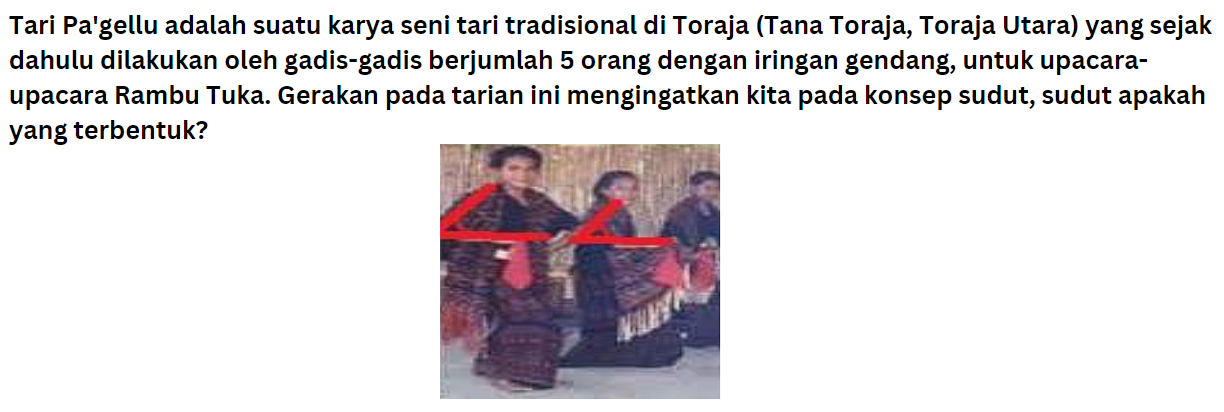 Tari Pa'gellu adalah suatu karya seni tari tradisional di Toraja (Tana Toraja, Toraja Utara) yang sejak
dahulu dilakukan oleh gadis-gadis berjumlah 5 orang dengan iringan gendang, untuk upacara-
upacara Rambu Tuka. Gerakan pada tarian ini mengingatkan kita pada konsep sudut, sudut apakah
yang terbentuk?